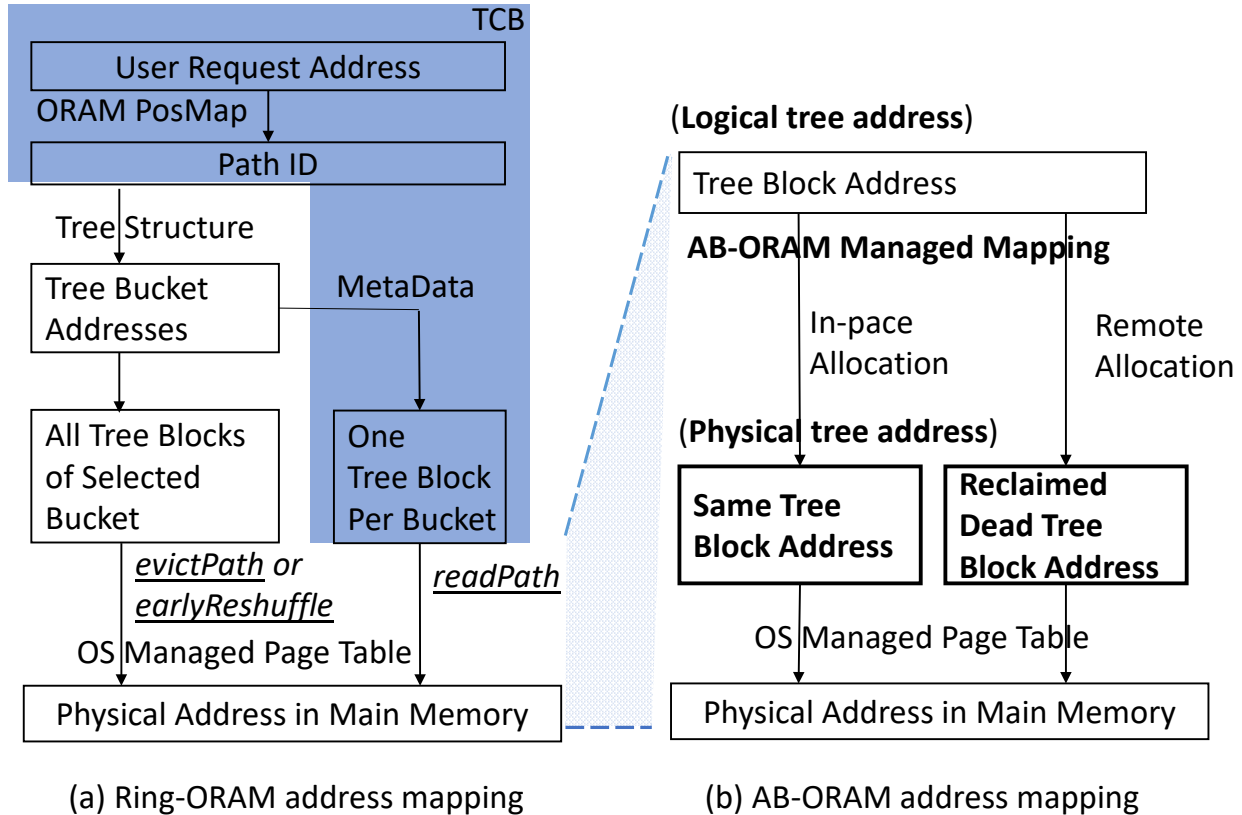 TCB
User Request Address
ORAM PosMap
Path ID
Tree Structure
Tree Bucket
Addresses
MetaData
All Tree Blocks
of Selected
Bucket
One
Tree Block
Per Bucket
evictPath or
earlyReshuffle
readPath
OS Managed Page Table
Physical Address in Main Memory
(a) Ring-ORAM address mapping
(Logical tree address)
Tree Block Address
AB-ORAM Managed Mapping
In-pace
Allocation
Remote
Allocation
(Physical tree address)
Same Tree
Block Address
Reclaimed
Dead Tree
Block Address
OS Managed Page Table
Physical Address in Main Memory
(b) AB-ORAM address mapping